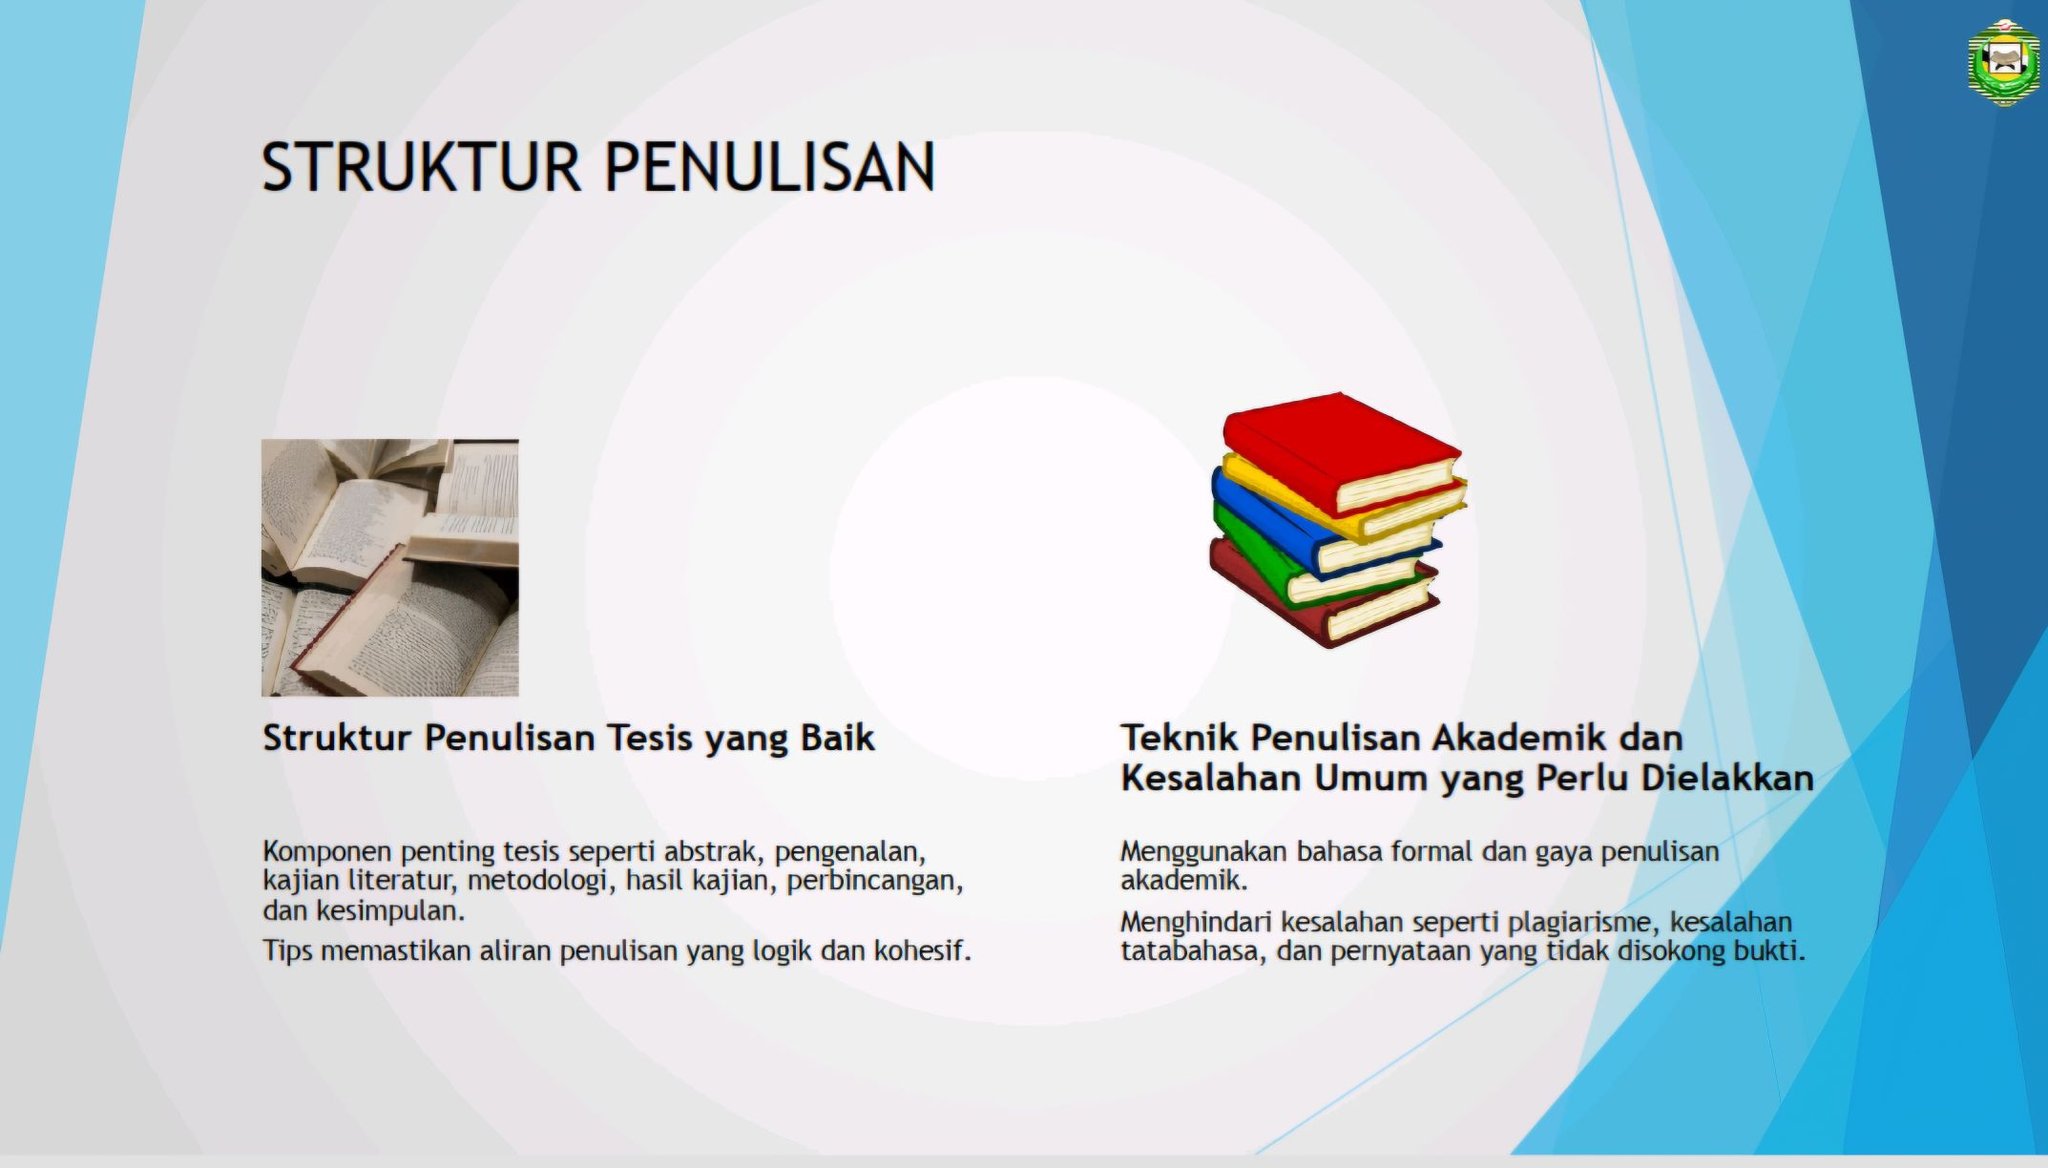 STRUKTUR PENULISAN
Struktur Penulisan Tesis yang Baik
Komponen penting tesis seperti abstrak, pengenalan,
kajian literatur, metodologi, hasil kajian, perbincangan,
dan kesimpulan.
Tips memastikan aliran penulisan yang logik dan kohesif.
Teknik Penulisan Akademik dan
Kesalahan Umum yang Perlu Dielakkan
Menggunakan bahasa formal dan gaya penulisan
akademik.
Menghindari kesalahan seperti plagiarisme, kesalahan
tatabahasa, dan pernyataan yang tidak disokong bukti.